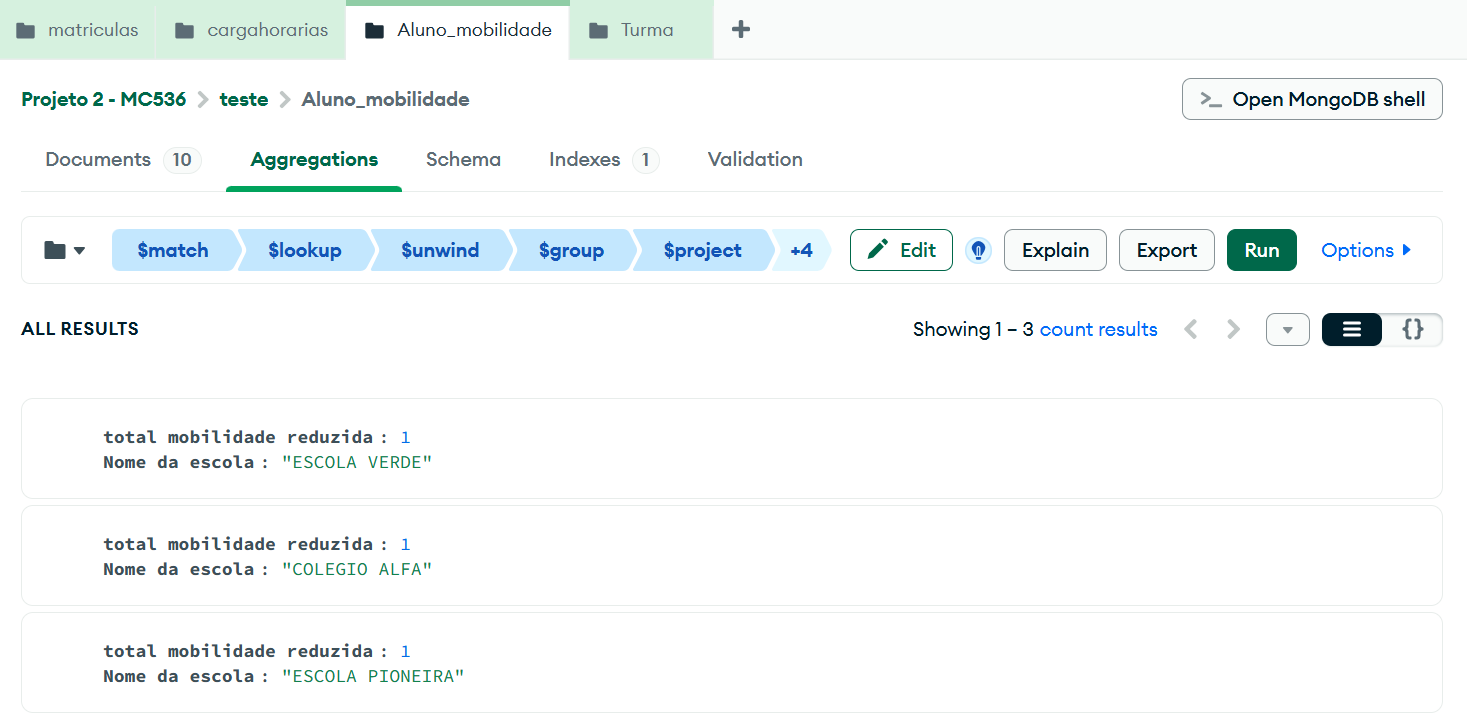 matriculas cargahorarias Aluno_mobilidade Turma +
Projeto 2 - MC536 > teste > Aluno_mobilidade >_ Open MongoDB shell
Documents 10 Aggregations Schema Indexes 1 Validation
$match $lookup $unwind $group $project +4 Edit Explain Export Run Options
ALL RESULTS Showing 1 – 3 count results {}
total mobilidade reduzida : 1
Nome da escola : "ESCOLA VERDE"
total mobilidade reduzida : 1
Nome da escola : "COLEGIO ALFA"
total mobilidade reduzida : 1
Nome da escola : "ESCOLA PIONEIRA"